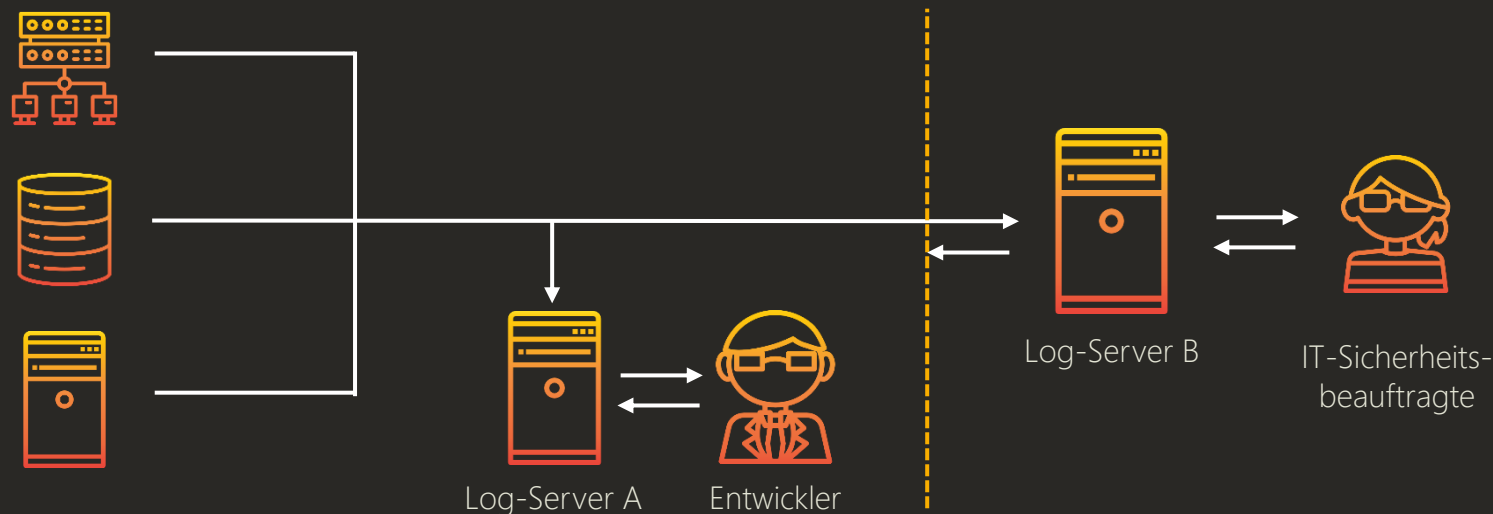 Log-Server B
IT-Sicherheits-
beauftragte
Log-Server A
Entwickler